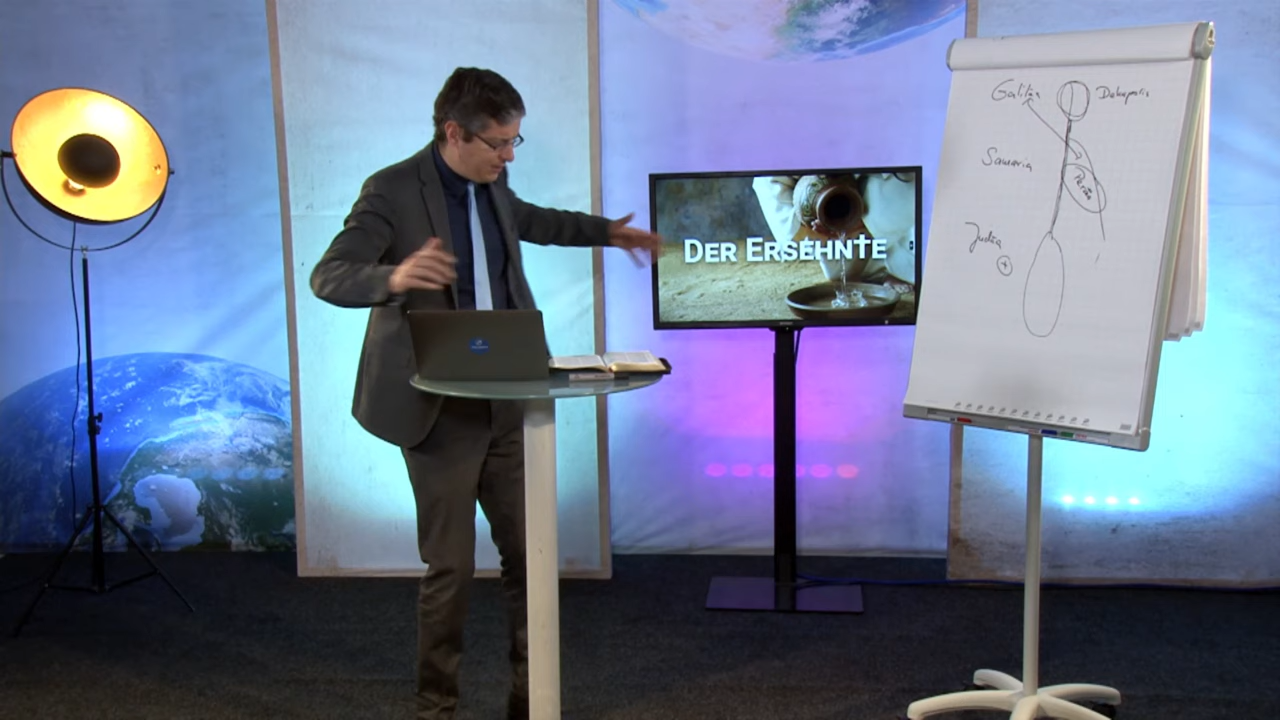 DER ERSEHNTE
Galiläa Dekapolis
Samaria
Peräa
Judäa